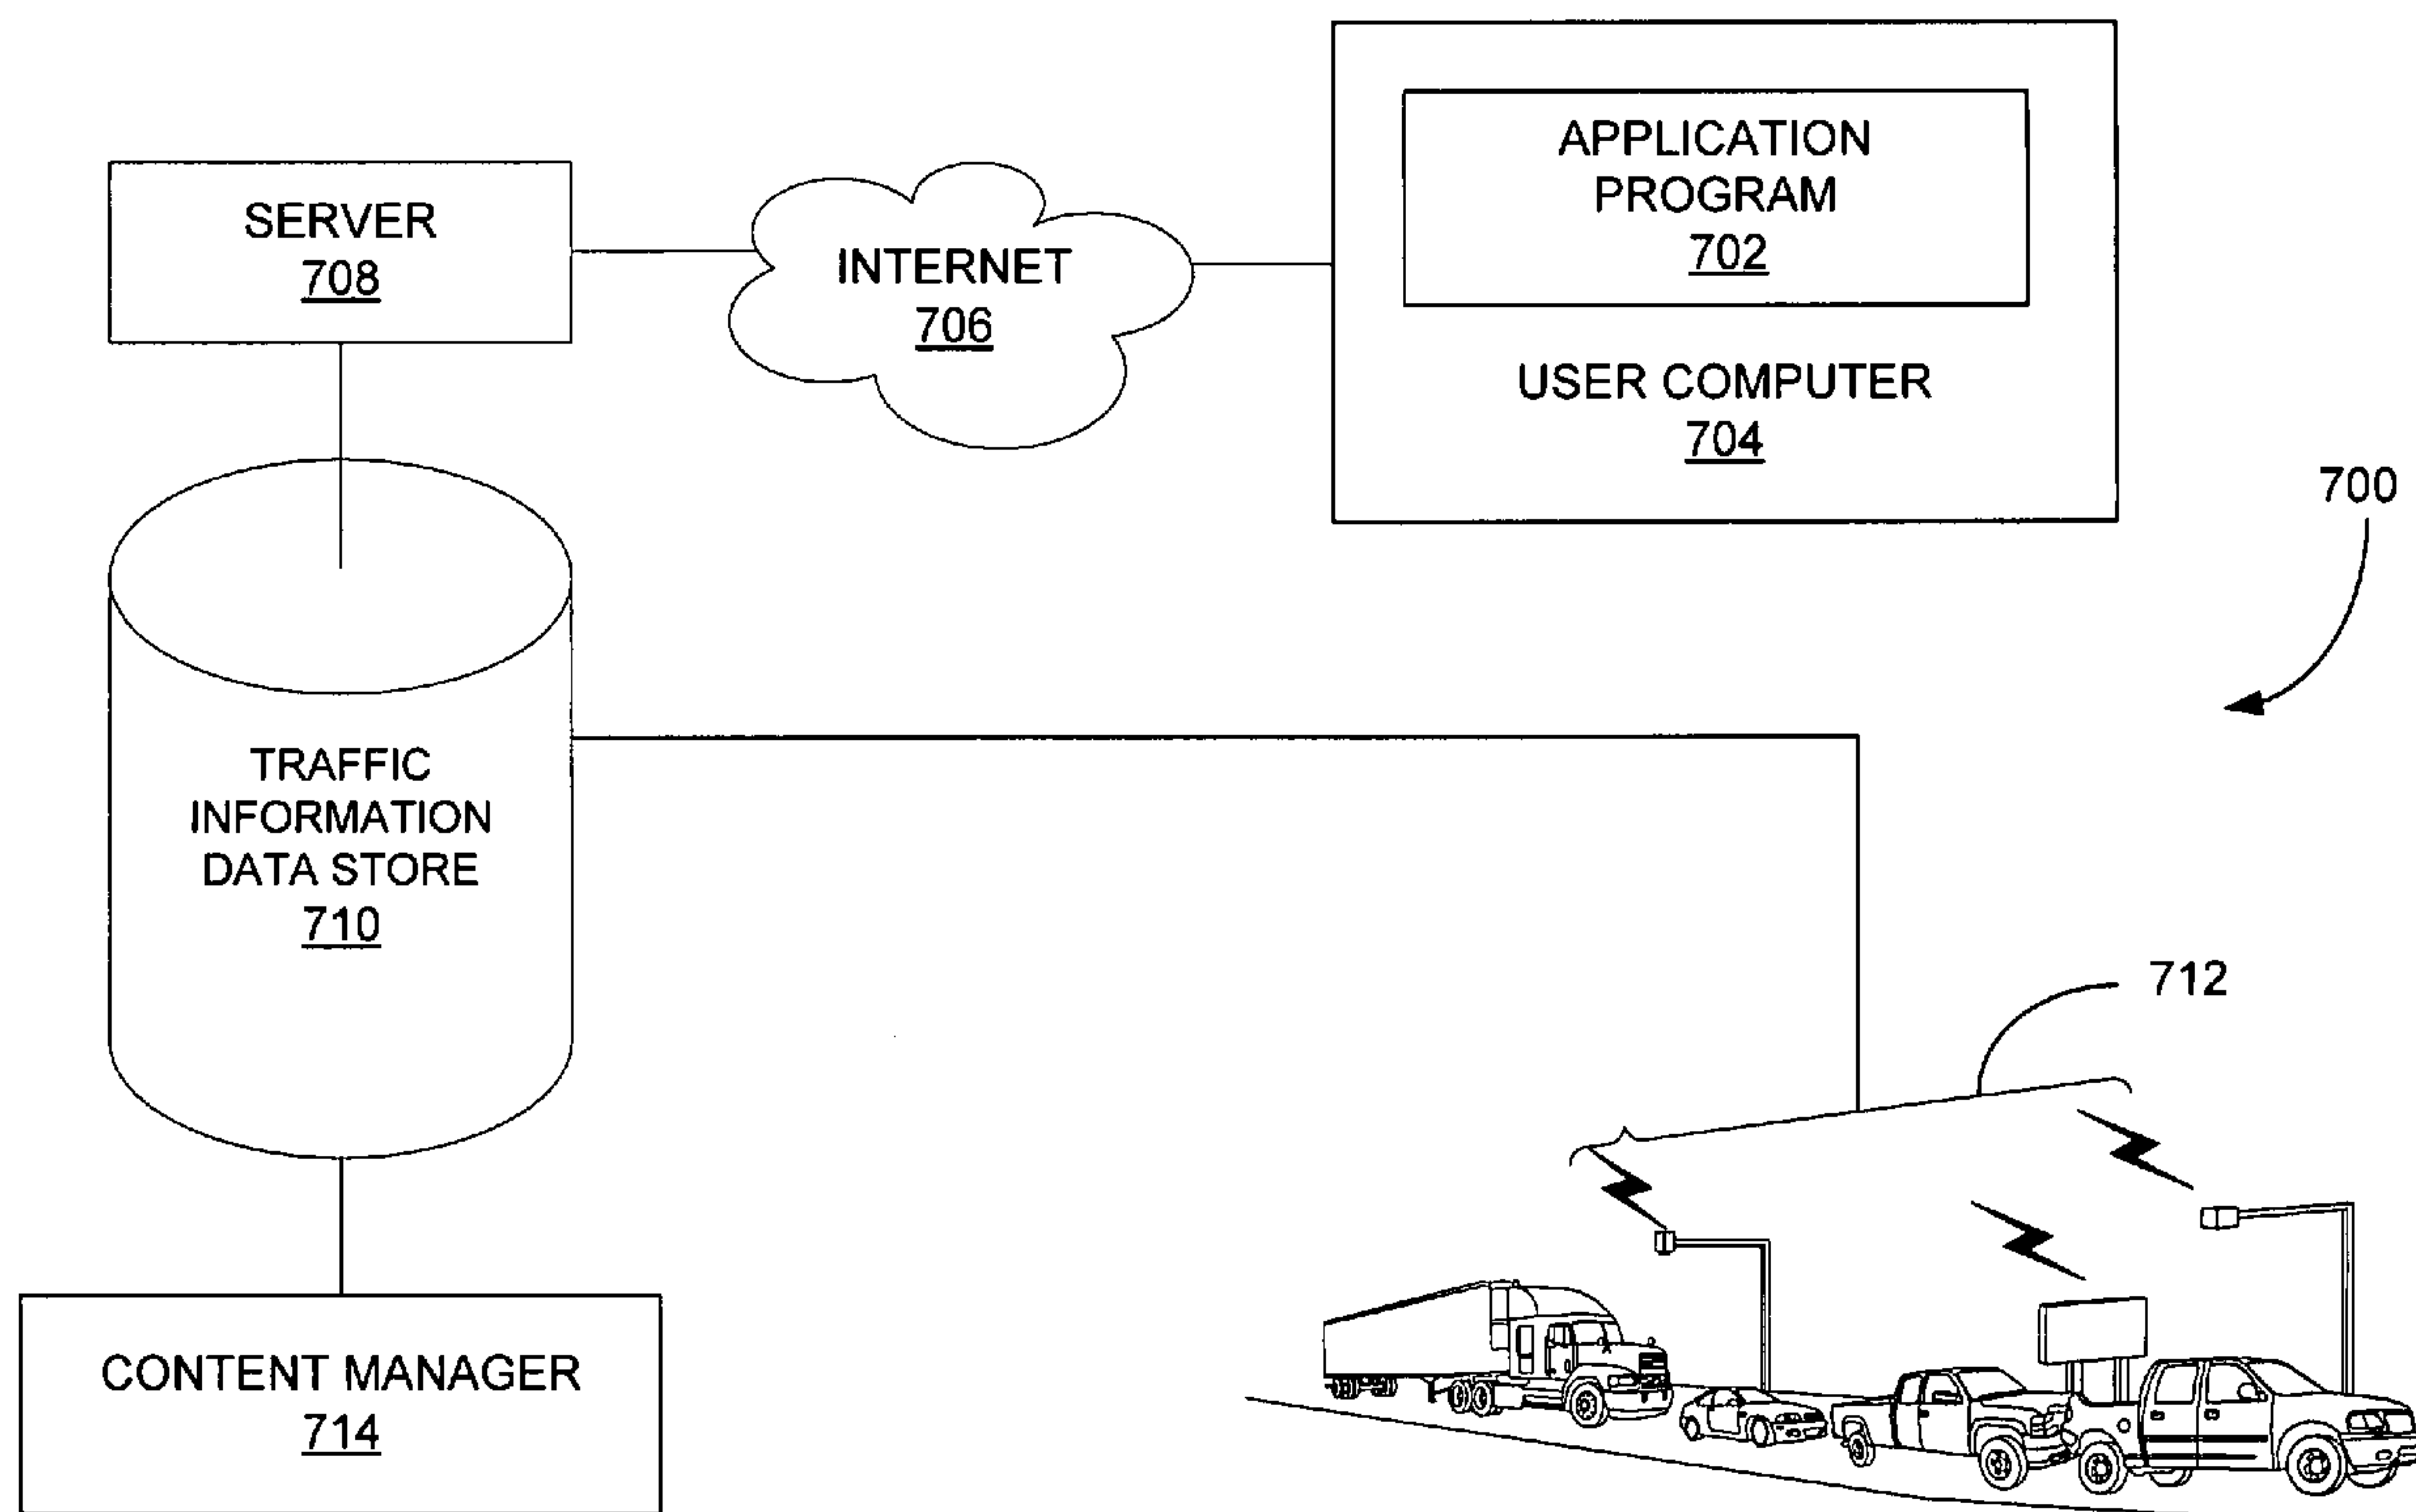 APPLICATION
PROGRAM
702
USER COMPUTER
704
SERVER
708
INTERNET
706
700
TRAFFIC
INFORMATION
DATA STORE
710
712
CONTENT MANAGER
714